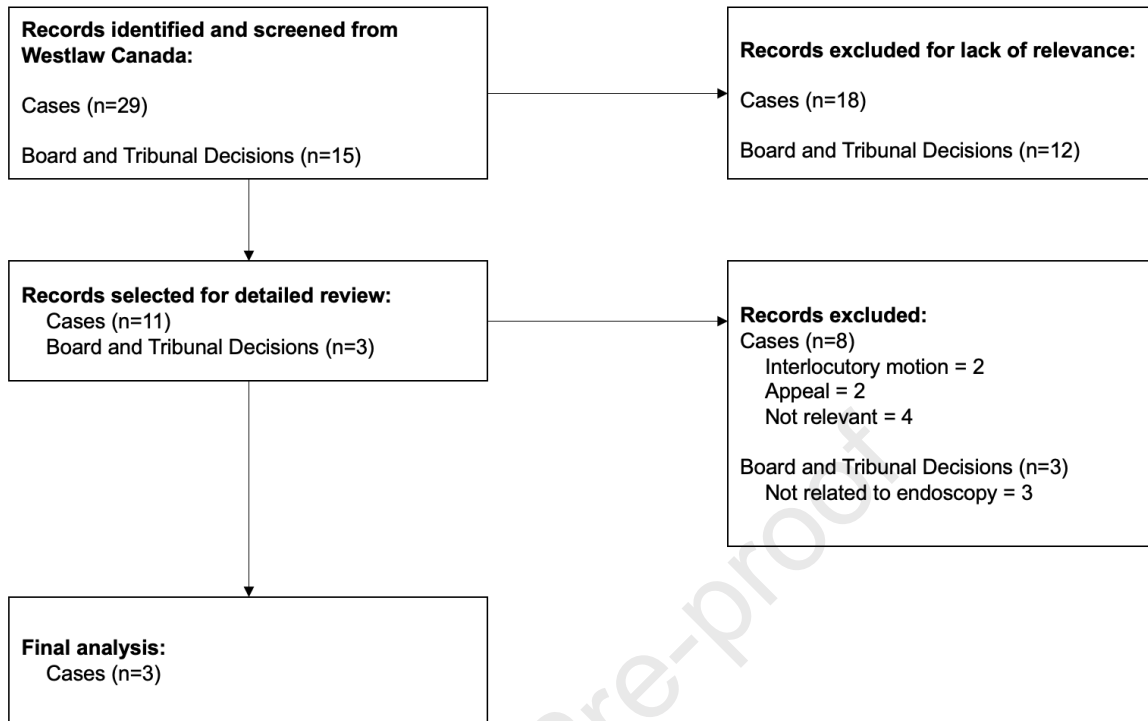 Records identified and screened from
Westlaw Canada:
Cases (n=29)
Board and Tribunal Decisions (n=15)
Records excluded for lack of relevance:
Cases (n=18)
Board and Tribunal Decisions (n=12)
Records selected for detailed review:
Cases (n=11)
Board and Tribunal Decisions (n=3)
Records excluded:
Cases (n=8)
Interlocutory motion = 2
Appeal = 2
Not relevant = 4
Board and Tribunal Decisions (n=3)
Not related to endoscopy = 3
Final analysis:
Cases (n=3)
re-proof